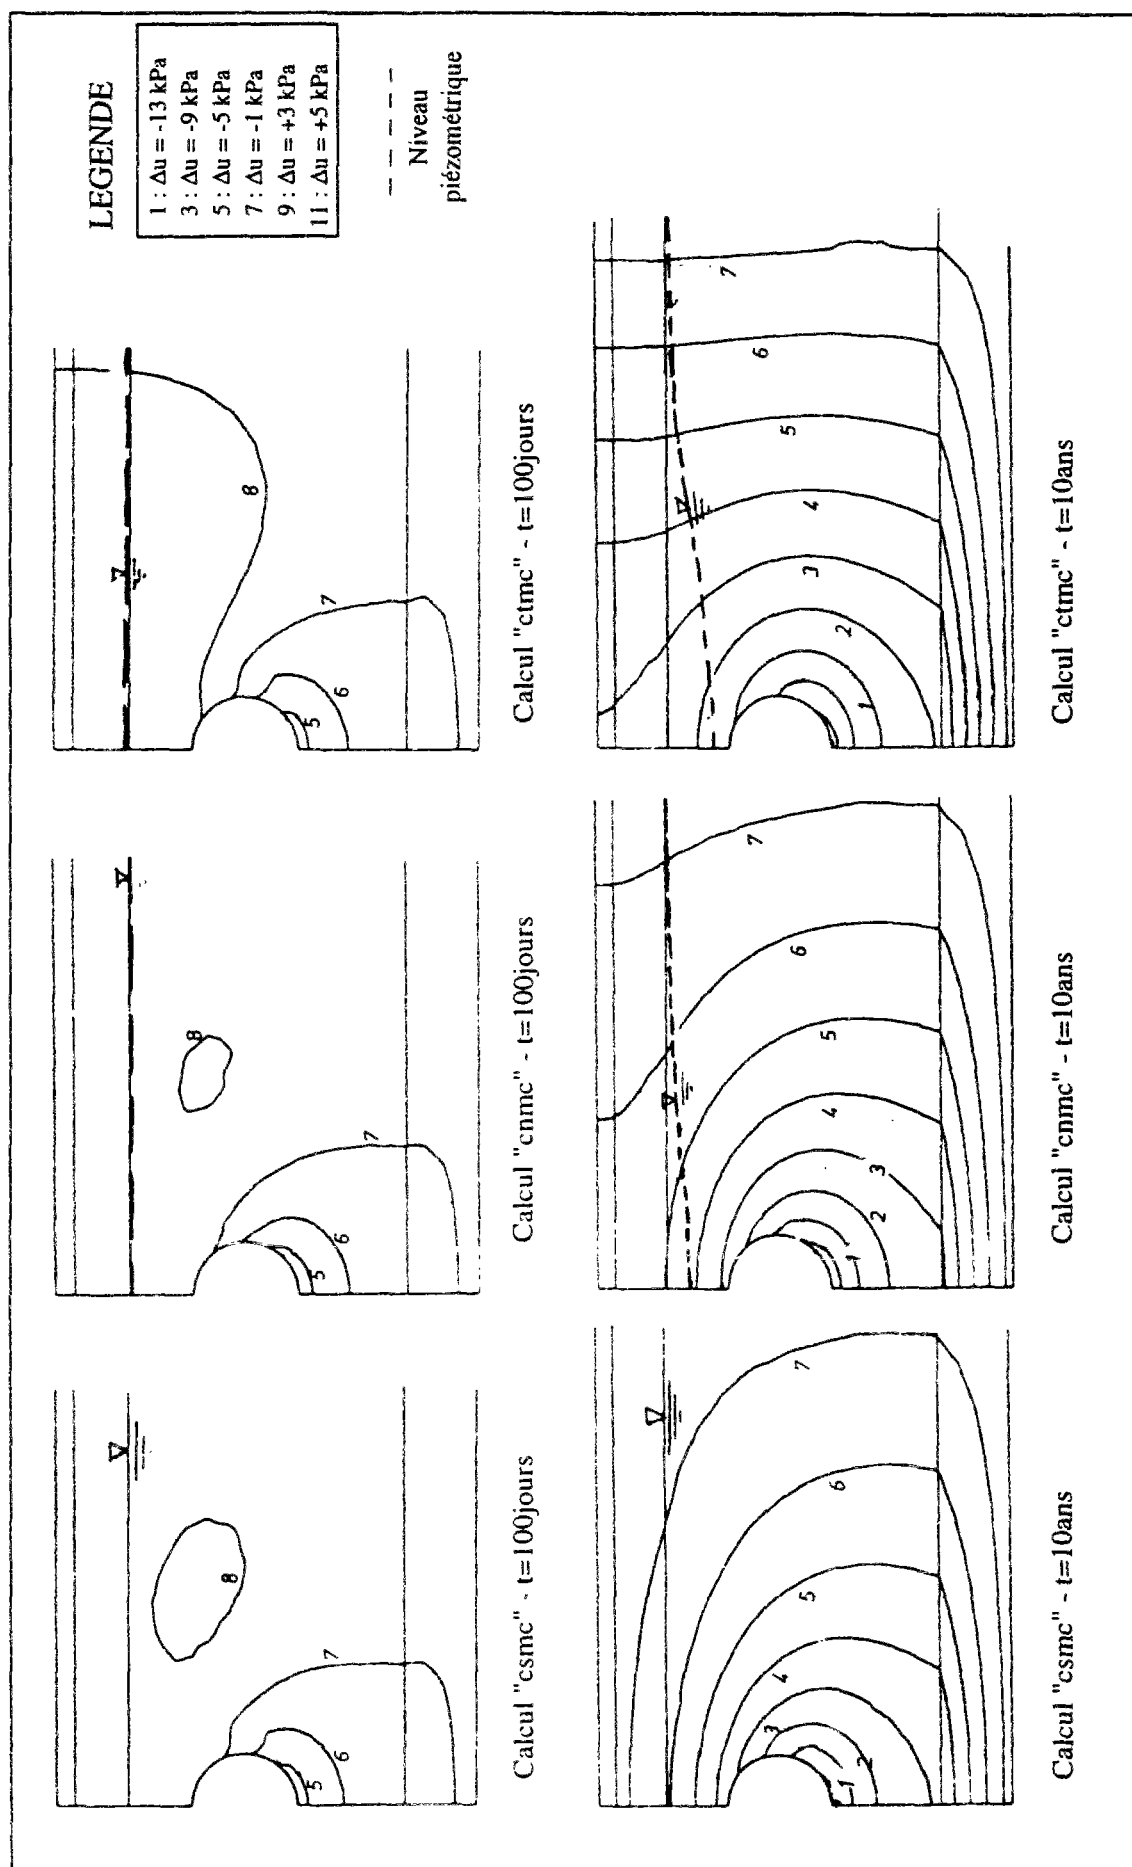 LEGENDE
1 : Δu = -13 kPa
3 : Δu = -9 kPa
5 : Δu = -5 kPa
7 : Δu = -1 kPa
9 : Δu = +3 kPa
11 : Δu = +5 kPa
Niveau
piézométrique
8
7
6
5
Calcul "csmc" - t=100jours
8
7
6
5
Calcul "cnmc" - t=100jours
8
7
6
5
Calcul "ctmc" - t=100jours
7
6
5
4
3
2
1
Calcul "csmc" - t=10ans
7
6
5
4
3
2
1
Calcul "cnmc" - t=10ans
7
6
5
4
3
2
1
Calcul "ctmc" - t=10ans